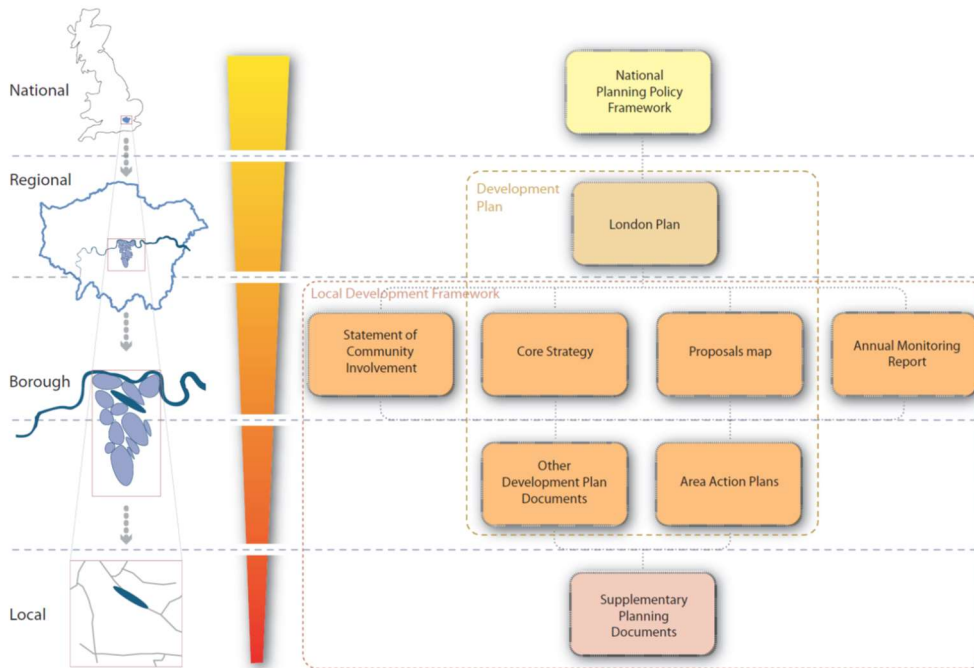 National
National
Planning Policy
Framework
Regional
Development
Plan
London Plan
Local Development Framework
Statement of
Community
Involvement
Core Strategy
Proposals map
Annual Monitoring
Report
Borough
Other
Development Plan
Documents
Area Action Plans
Local
Supplementary
Planning
Documents